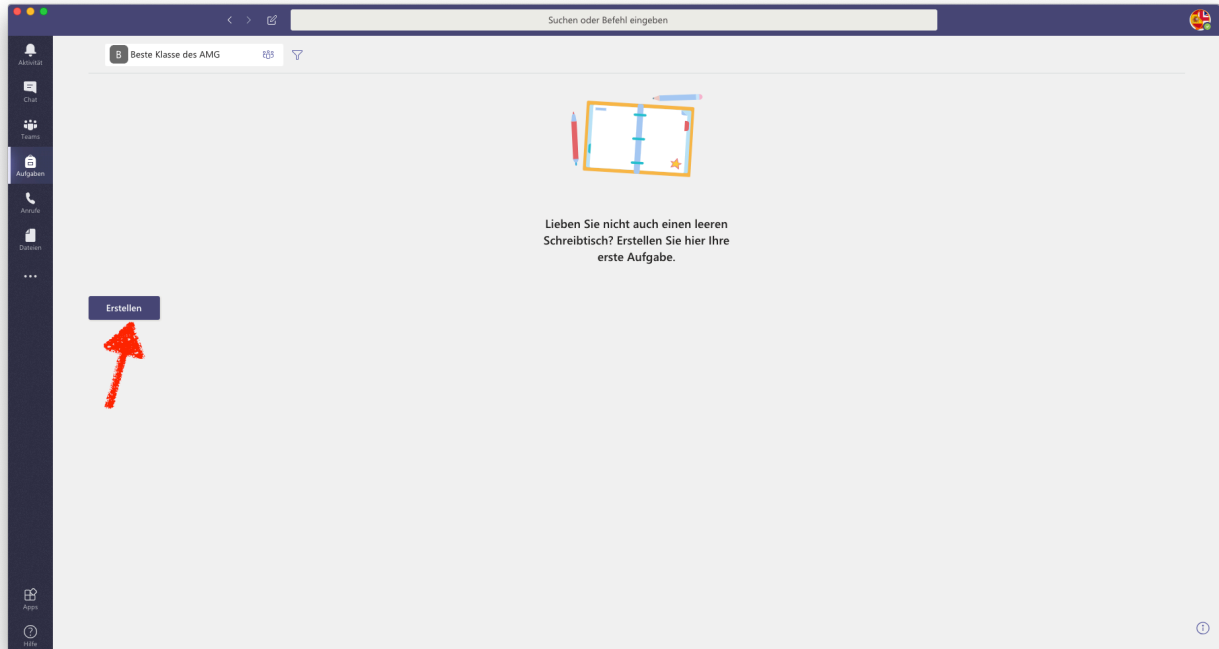 Suchen oder Befehl eingeben
Aktivität
Chat
Teams
Aufgaben
Anrufe
Dateien
Apps
Hilfe
B Beste Klasse des AMG
Lieben Sie nicht auch einen leeren
Schreibtisch? Erstellen Sie hier Ihre
erste Aufgabe.
Erstellen